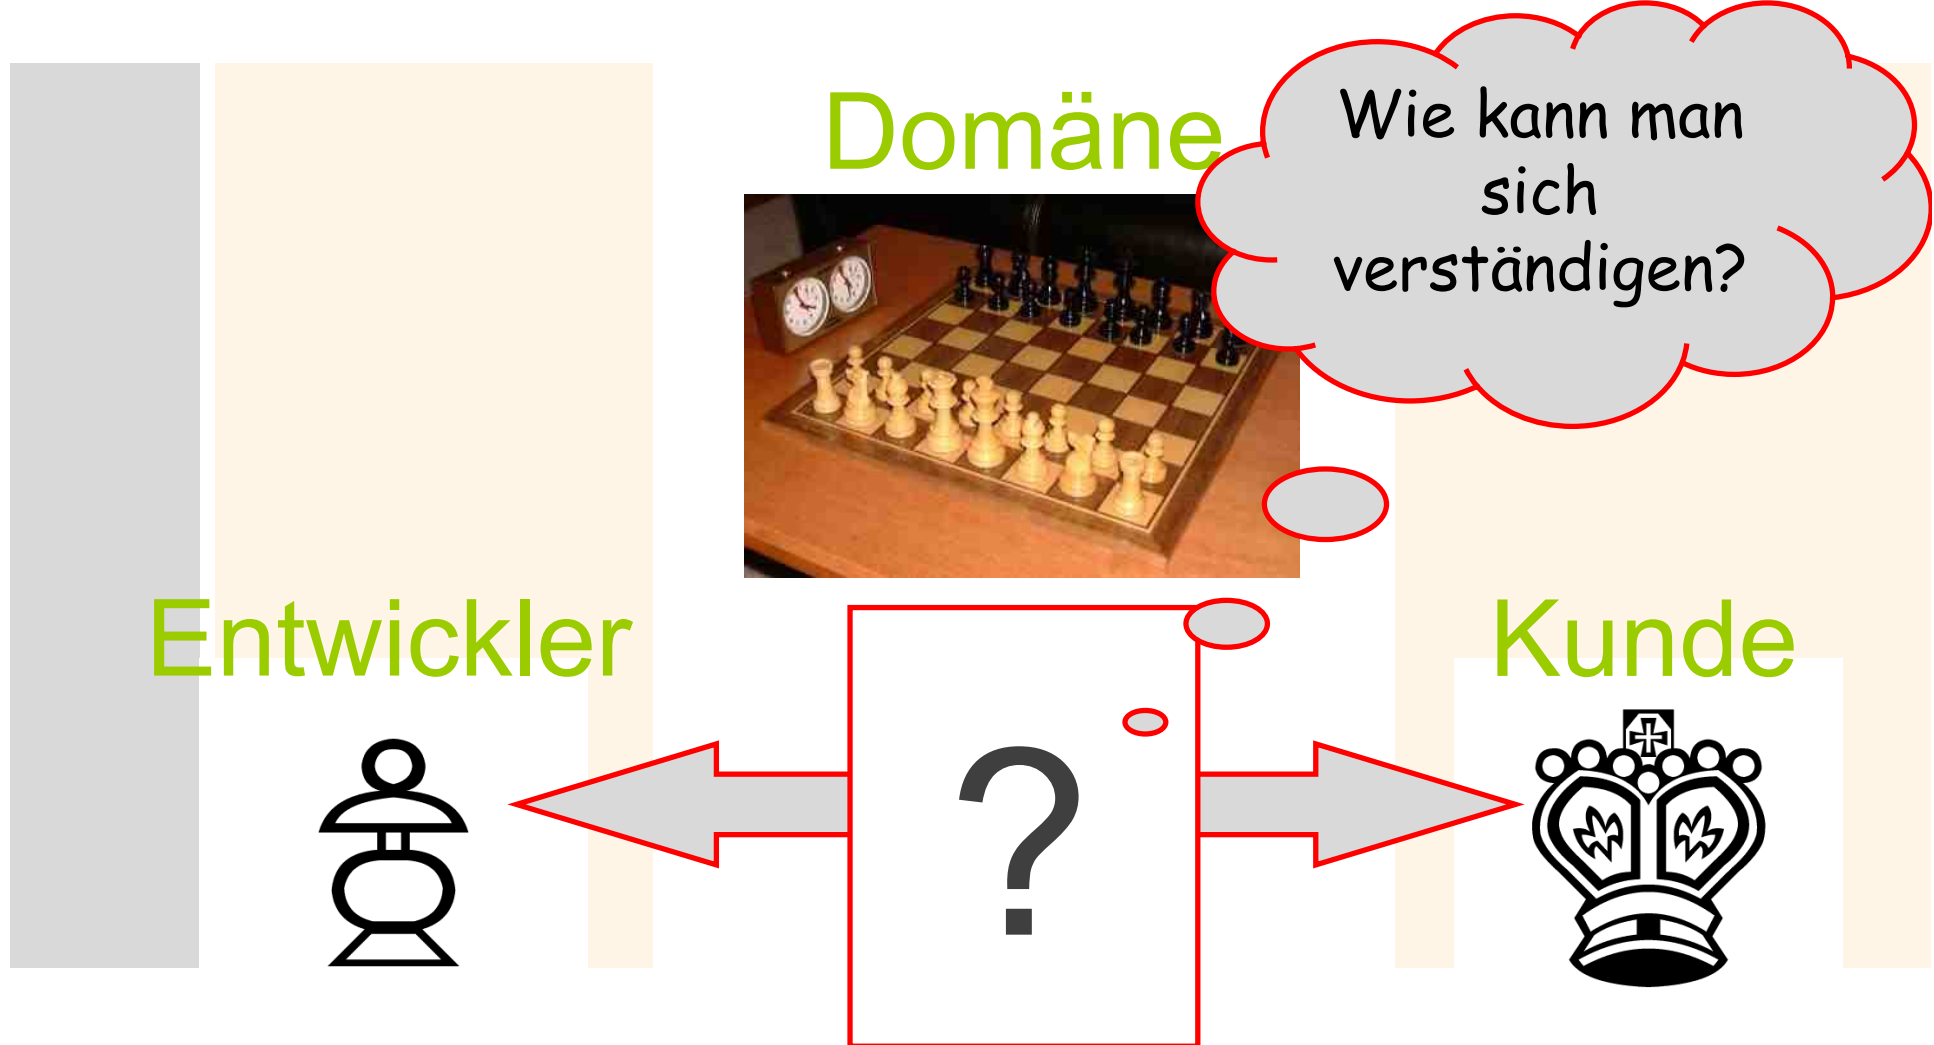 Domäne
Wie kann man
sich
verständigen?
Entwickler
Kunde
?